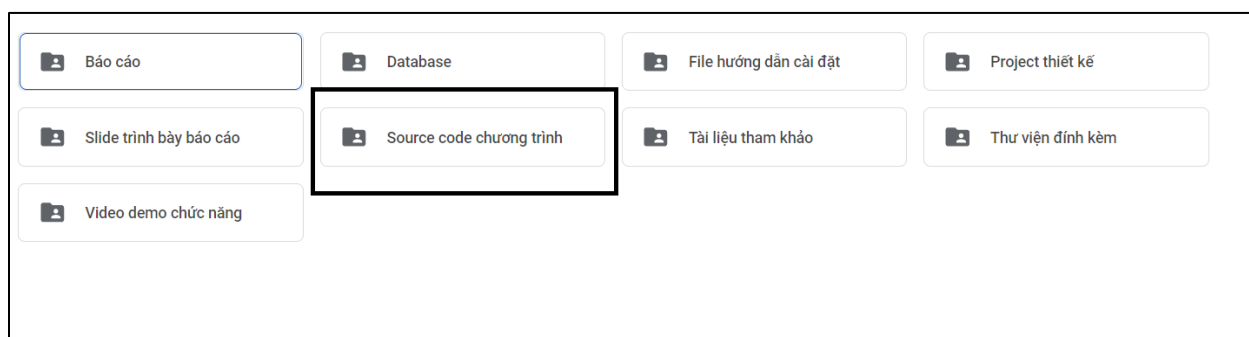 Báo cáo
Database
File hướng dẫn cài đặt
Project thiết kế
Slide trình bày báo cáo
Source code chương trình
Tài liệu tham khảo
Thư viện đính kèm
Video demo chức năng